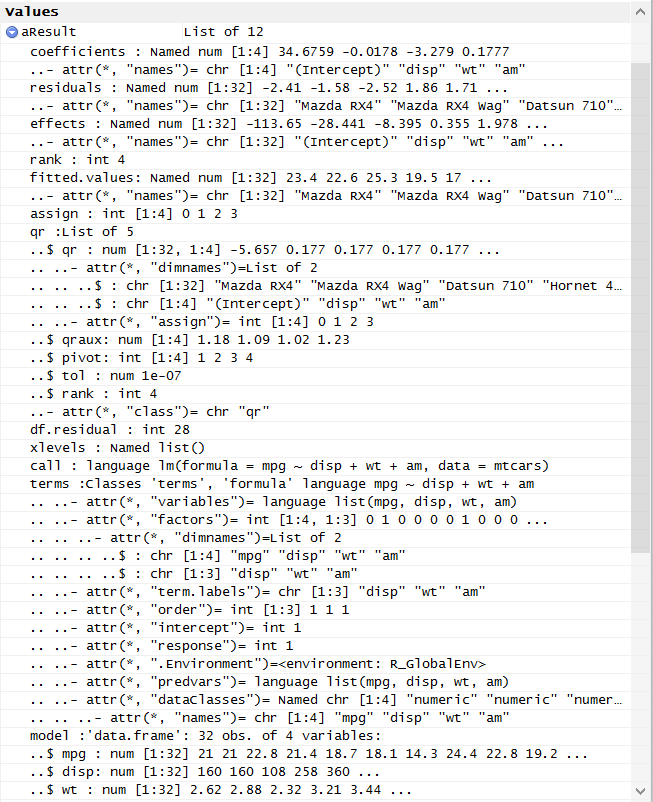 Values
aResult List of 12
coefficients : Named num [1:4] 34.6759 -0.0178 -3.279 0.1777
..- attr(*, "names")= chr [1:4] "(Intercept)" "disp" "wt" "am"
residuals : Named num [1:32] -2.41 -1.58 -2.52 1.86 1.71 ...
..- attr(*, "names")= chr [1:32] "Mazda RX4" "Mazda RX4 Wag" "Datsun 710"…
effects : Named num [1:32] -113.65 -28.441 -8.395 0.355 1.978 ...
..- attr(*, "names")= chr [1:32] "(Intercept)" "disp" "wt" "am" ...
rank : int 4
fitted.values: Named num [1:32] 23.4 22.6 25.3 19.5 17 ...
..- attr(*, "names")= chr [1:32] "Mazda RX4" "Mazda RX4 Wag" "Datsun 710"…
assign : int [1:4] 0 1 2 3
qr :List of 5
..$ qr : num [1:32, 1:4] -5.657 0.177 0.177 0.177 0.177 ...
.. ..- attr(*, "dimnames")=List of 2
.. .. ..$ : chr [1:32] "Mazda RX4" "Mazda RX4 Wag" "Datsun 710" "Hornet 4…
.. .. ..$ : chr [1:4] "(Intercept)" "disp" "wt" "am"
.. ..- attr(*, "assign")= int [1:4] 0 1 2 3
..$ qraux: num [1:4] 1.18 1.09 1.02 1.23
..$ pivot: int [1:4] 1 2 3 4
..$ tol : num 1e-07
..$ rank : int 4
..- attr(*, "class")= chr "qr"
df.residual : int 28
xlevels : Named list()
call : language lm(formula = mpg ~ disp + wt + am, data = mtcars)
terms :Classes 'terms', 'formula' language mpg ~ disp + wt + am
.. ..- attr(*, "variables")= language list(mpg, disp, wt, am)
.. ..- attr(*, "factors")= int [1:4, 1:3] 0 1 0 0 0 0 1 0 0 0 ...
.. .. ..- attr(*, "dimnames")=List of 2
.. .. .. ..$ : chr [1:4] "mpg" "disp" "wt" "am"
.. .. .. ..$ : chr [1:3] "disp" "wt" "am"
.. ..- attr(*, "term.labels")= chr [1:3] "disp" "wt" "am"
.. ..- attr(*, "order")= int [1:3] 1 1 1
.. ..- attr(*, "intercept")= int 1
.. ..- attr(*, "response")= int 1
.. ..- attr(*, ".Environment")=<environment: R_GlobalEnv>
.. ..- attr(*, "predvars")= language list(mpg, disp, wt, am)
.. ..- attr(*, "dataClasses")= Named chr [1:4] "numeric" "numeric" "numer…
.. .. ..- attr(*, "names")= chr [1:4] "mpg" "disp" "wt" "am"
model :'data.frame': 32 obs. of 4 variables:
..$ mpg : num [1:32] 21 21 22.8 21.4 18.7 18.1 14.3 24.4 22.8 19.2 ...
..$ disp: num [1:32] 160 160 108 258 360 ...
..$ wt : num [1:32] 2.62 2.88 2.32 3.21 3.44 ...